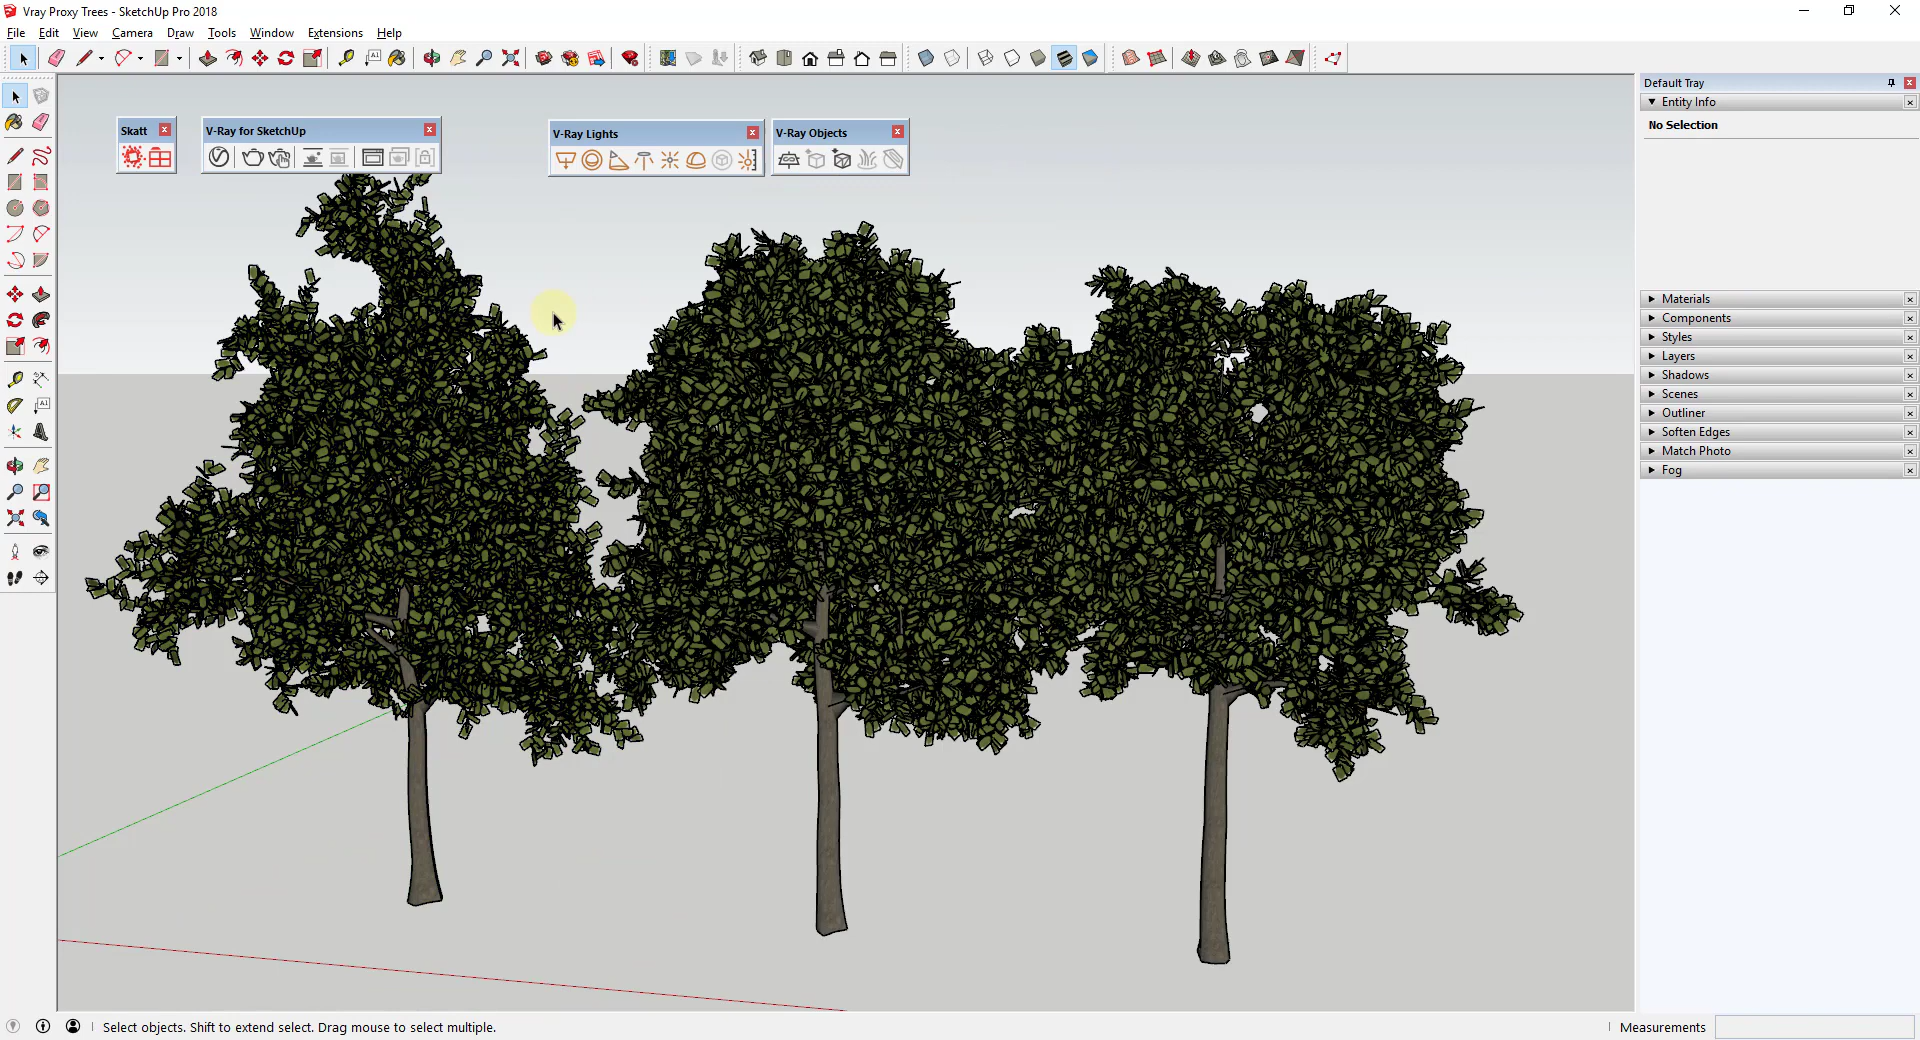 Vray Proxy Trees - SketchUp Pro 2018
File Edit View Camera Draw Tools Window Extensions Help
Default Tray
Entity Info
No Selection
Skatt
V-Ray for SketchUp
V-Ray Lights
V-Ray Objects
Materials
Components
Styles
Layers
Shadows
Scenes
Outliner
Soften Edges
Match Photo
Fog
Select objects. Shift to extend select. Drag mouse to select multiple.
Measurements